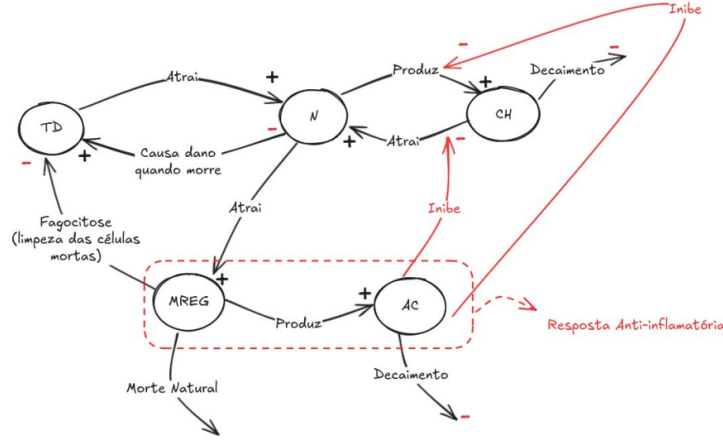 Inibe
−
Produz
−
Atrai
+
+
Decaimento
N
CH
TD
−
+
Atrai
−
−
+
Causa dano
quando morre
Inibe
Atrai
Fagocitose
(limpeza das células
mortas)
+
+
MREG
AC
Produz
Resposta Anti-inflamatória
Decaimento
Morte Natural
−